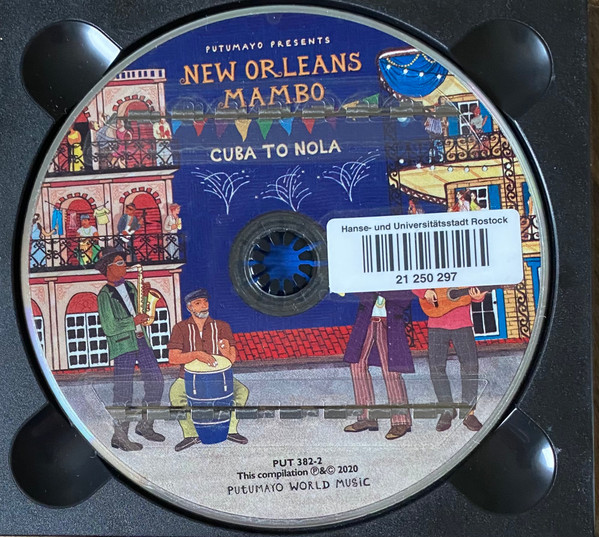 PUTUMAYO PRESENTS
NEW ORLEANS
MAMBO
CUBA TO NOLA
Hanse- und Universitätsstadt Rostock
21 250 297
PUT 382-2
This compilation ℗&© 2020
PUTUMAYO WORLD MUSIC